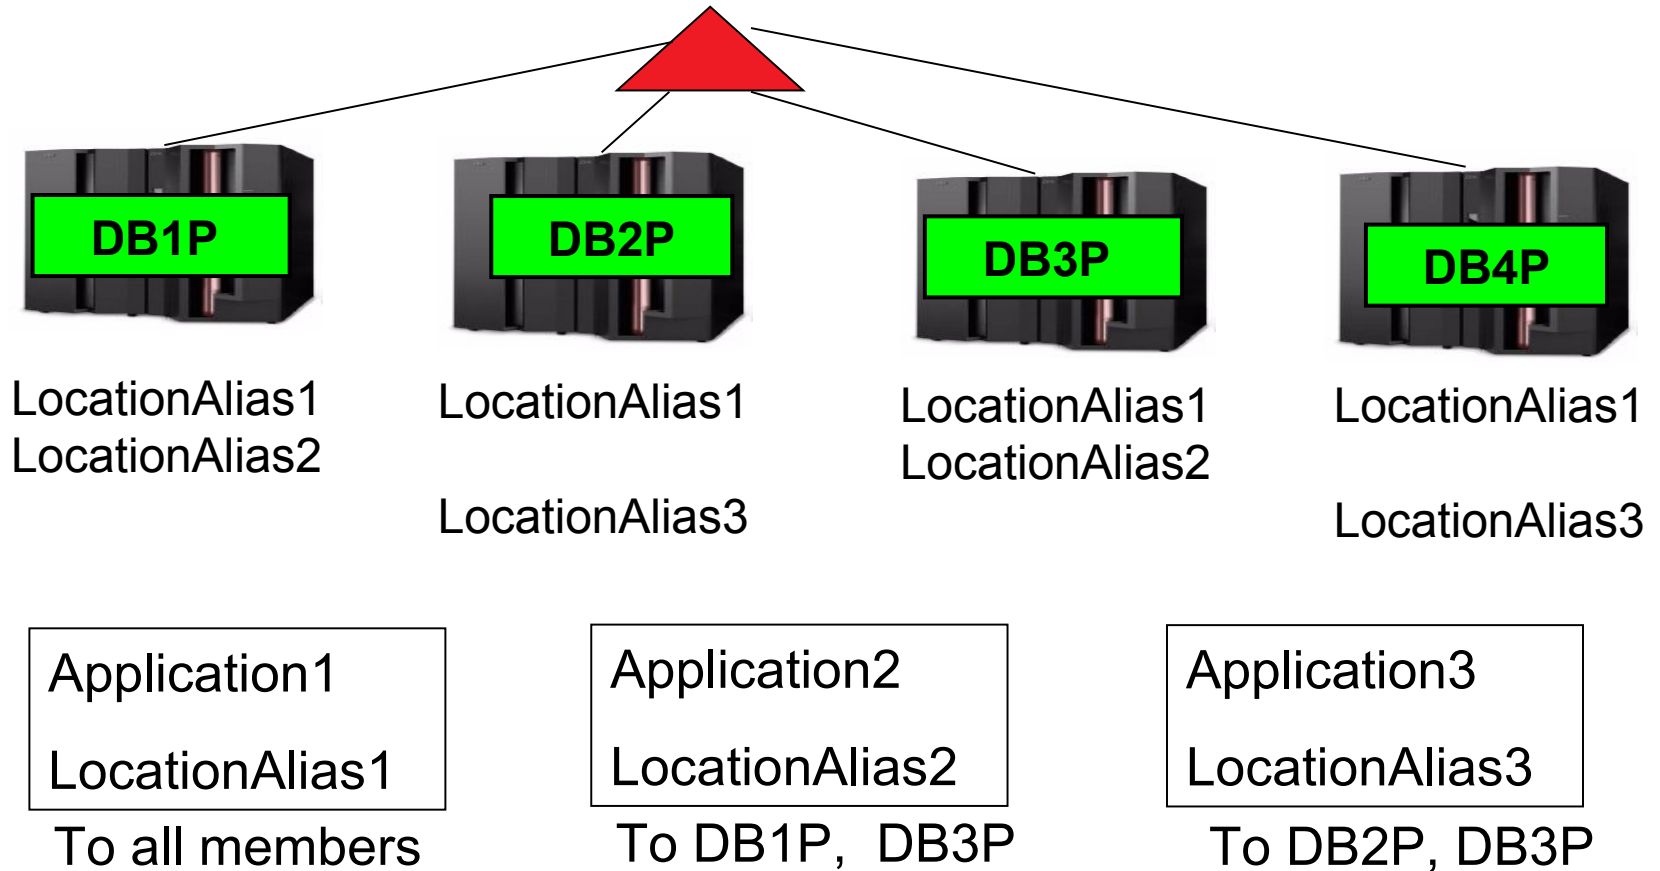 DB1P
DB2P
DB3P
DB4P
LocationAlias1
LocationAlias2
LocationAlias1
LocationAlias3
LocationAlias1
LocationAlias2
LocationAlias1
LocationAlias3
Application1
LocationAlias1
To all members
Application2
LocationAlias2
To DB1P, DB3P
Application3
LocationAlias3
To DB2P, DB3P